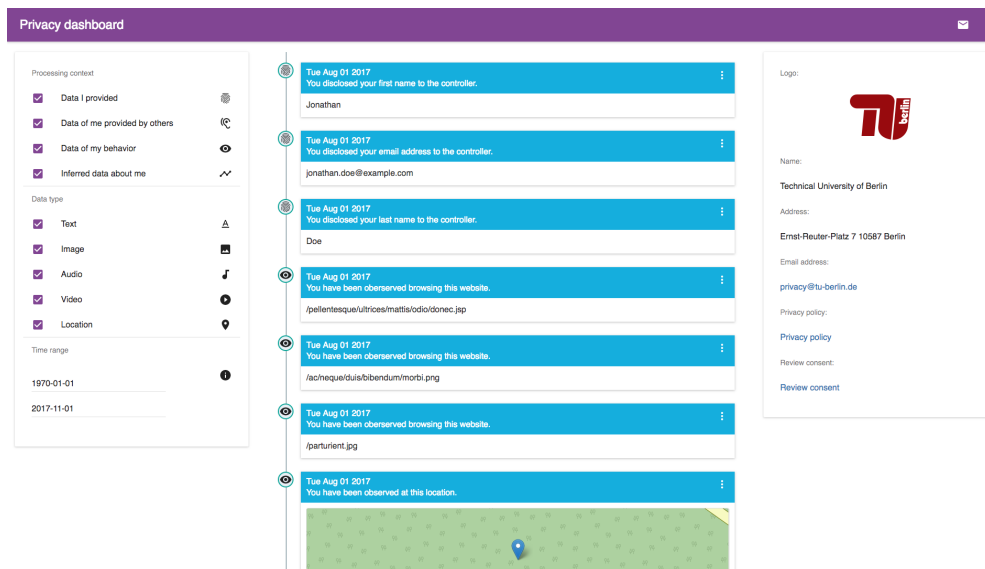 Privacy dashboard
Processing context
Data I provided
Data of me provided by others
Data of my behavior
Inferred data about me
Data type
Text
A
Image
Audio
Video
Location
Time range
1970-01-01
2017-11-01
Tue Aug 01 2017
You disclosed your first name to the controller.
Jonathan
Tue Aug 01 2017
You disclosed your email address to the controller.
jonathan.doe@example.com
Tue Aug 01 2017
You disclosed your last name to the controller.
Doe
Tue Aug 01 2017
You have been oberserved browsing this website.
/pellentesque/ultrices/mattis/odio/donec.jsp
Tue Aug 01 2017
You have been oberserved browsing this website.
/ac/neque/duis/bibendum/morbi.png
Tue Aug 01 2017
You have been oberserved browsing this website.
/parturient.jpg
Tue Aug 01 2017
You have been observed at this location.
Logo:
TU berlin
Name:
Technical University of Berlin
Address:
Ernst-Reuter-Platz 7 10587 Berlin
Email address:
privacy@tu-berlin.de
Privacy policy:
Privacy policy
Review consent:
Review consent